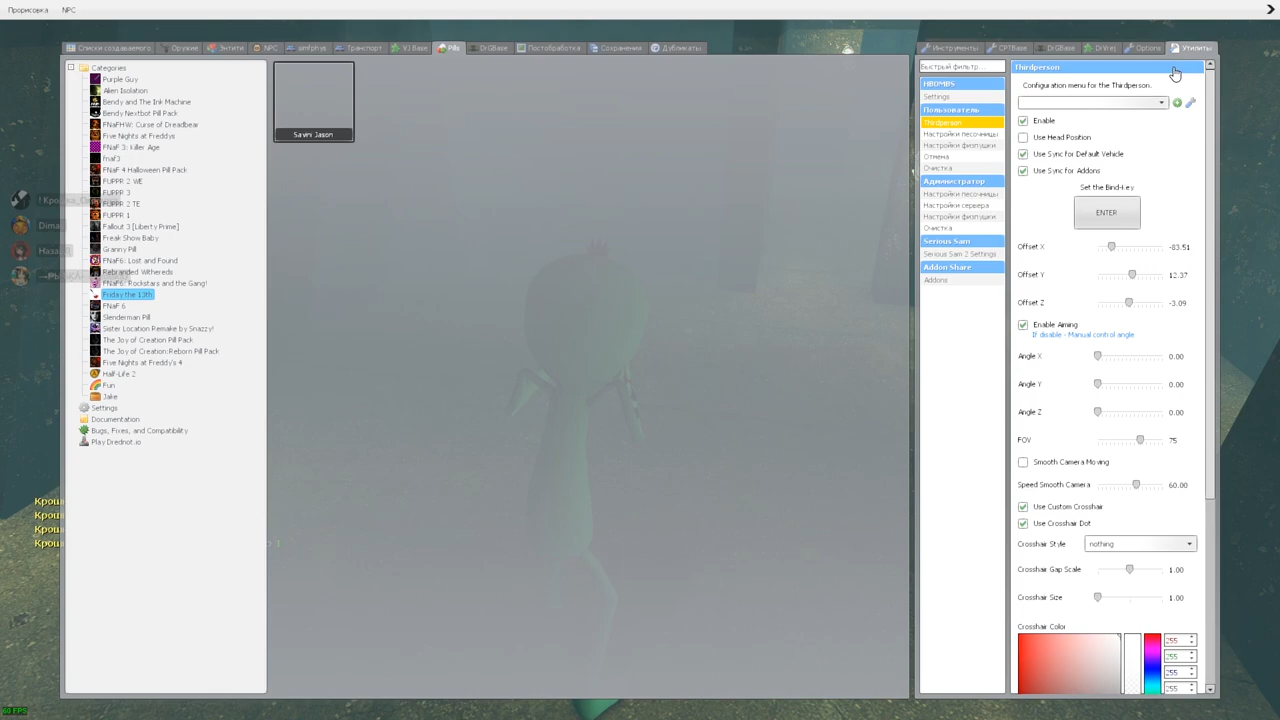 Прорисовка NPC
Списки создаваемого Оружие Энтити NPC simfphys Транспорт VJ Base Pills DrGBase Постобработка Сохранения Дубликаты
Инструменты CPTBase DrGBase DrVrej Options Утилиты
Categories
Purple Guy
Alien Isolation
Bendy and The Ink Machine
Bendy Nextbot Pill Pack
FNaFHW: Curse of Dreadbear
Five Nights at Freddys
FNAF 3: Killer Age
fnaf3
FNAF 4 Halloween Pill Pack
FUPPR 2 WE
FUPPR 3
FUPPR 2 TE
FUPPR 1
Fallout 3 [Liberty Prime]
Freak Show Baby
Granny Pill
FNAF6: Lost and Found
Rebranded Withereds
FNaF6: Rockstars and the Gang!
Friday the 13th
FNaF 6
Slenderman Pill
Sister Location Remake by Snazzy!
The Joy of Creation Pill Pack
The Joy of Creation:Reborn Pill Pack
Five Nights at Freddy's 4
Half-Life 2
Fun
Jake
Settings
Documentation
Bugs, Fixes, and Compatibility
Play Drednot.io
Savini Jason
! Крошка_
Dima
Назар
Крош
Крош
Крош
Крош
60 FPS
Быстрый фильтр...
HBOMBS
Settings
Пользователь
Thirdperson
Настройки песочницы
Настройки физпушки
Отмена
Очистка
Администратор
Настройки песочницы
Настройки сервера
Настройки физпушки
Очистка
Serious Sam
Serious Sam 2 Settings
Addon Share
Addons
Thirdperson
Configuration menu for the Thirdperson.
Enable
Use Head Position
Use Sync for Default Vehicle
Use Sync for Addons
Set the Bind-key
ENTER
Offset X -83.51
Offset Y 12.37
Offset Z -3.09
Enable Aiming
If disable - Manual control angle
Angle X 0.00
Angle Y 0.00
Angle Z 0.00
FOV 75
Smooth Camera Moving
Speed Smooth Camera 60.00
Use Custom Crosshair
Use Crosshair Dot
Crosshair Style nothing
Crosshair Gap Scale 1.00
Crosshair Size 1.00
Crosshair Color
255
255
255
255